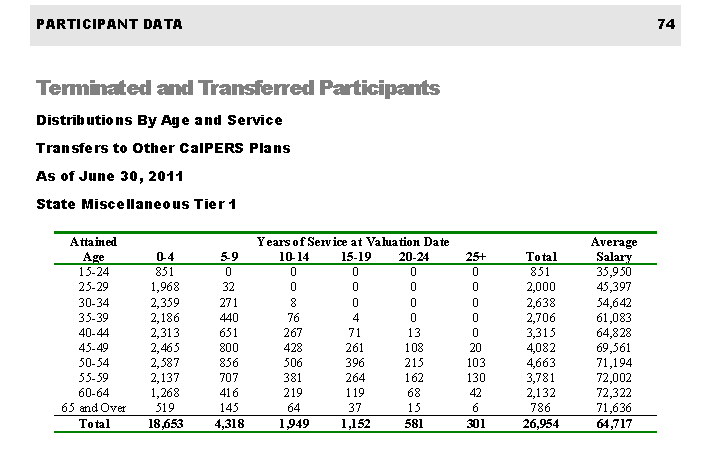 PARTICIPANT DATA 74
Terminated and Transferred Participants
Distributions By Age and Service
Transfers to Other CalPERS Plans
As of June 30, 2011
State Miscellaneous Tier 1
Attained Years of Service at Valuation Date Average
Age 0-4 5-9 10-14 15-19 20-24 25+ Total Salary
15-24 851 0 0 0 0 0 851 35,950
25-29 1,968 32 0 0 0 0 2,000 45,397
30-34 2,359 271 8 0 0 0 2,638 54,642
35-39 2,186 440 76 4 0 0 2,706 61,083
40-44 2,313 651 267 71 13 0 3,315 64,828
45-49 2,465 800 428 261 108 20 4,082 69,561
50-54 2,587 856 506 396 215 103 4,663 71,194
55-59 2,137 707 381 264 162 130 3,781 72,002
60-64 1,268 416 219 119 68 42 2,132 72,322
65 and Over 519 145 64 37 15 6 786 71,636
Total 18,653 4,318 1,949 1,152 581 301 26,954 64,717